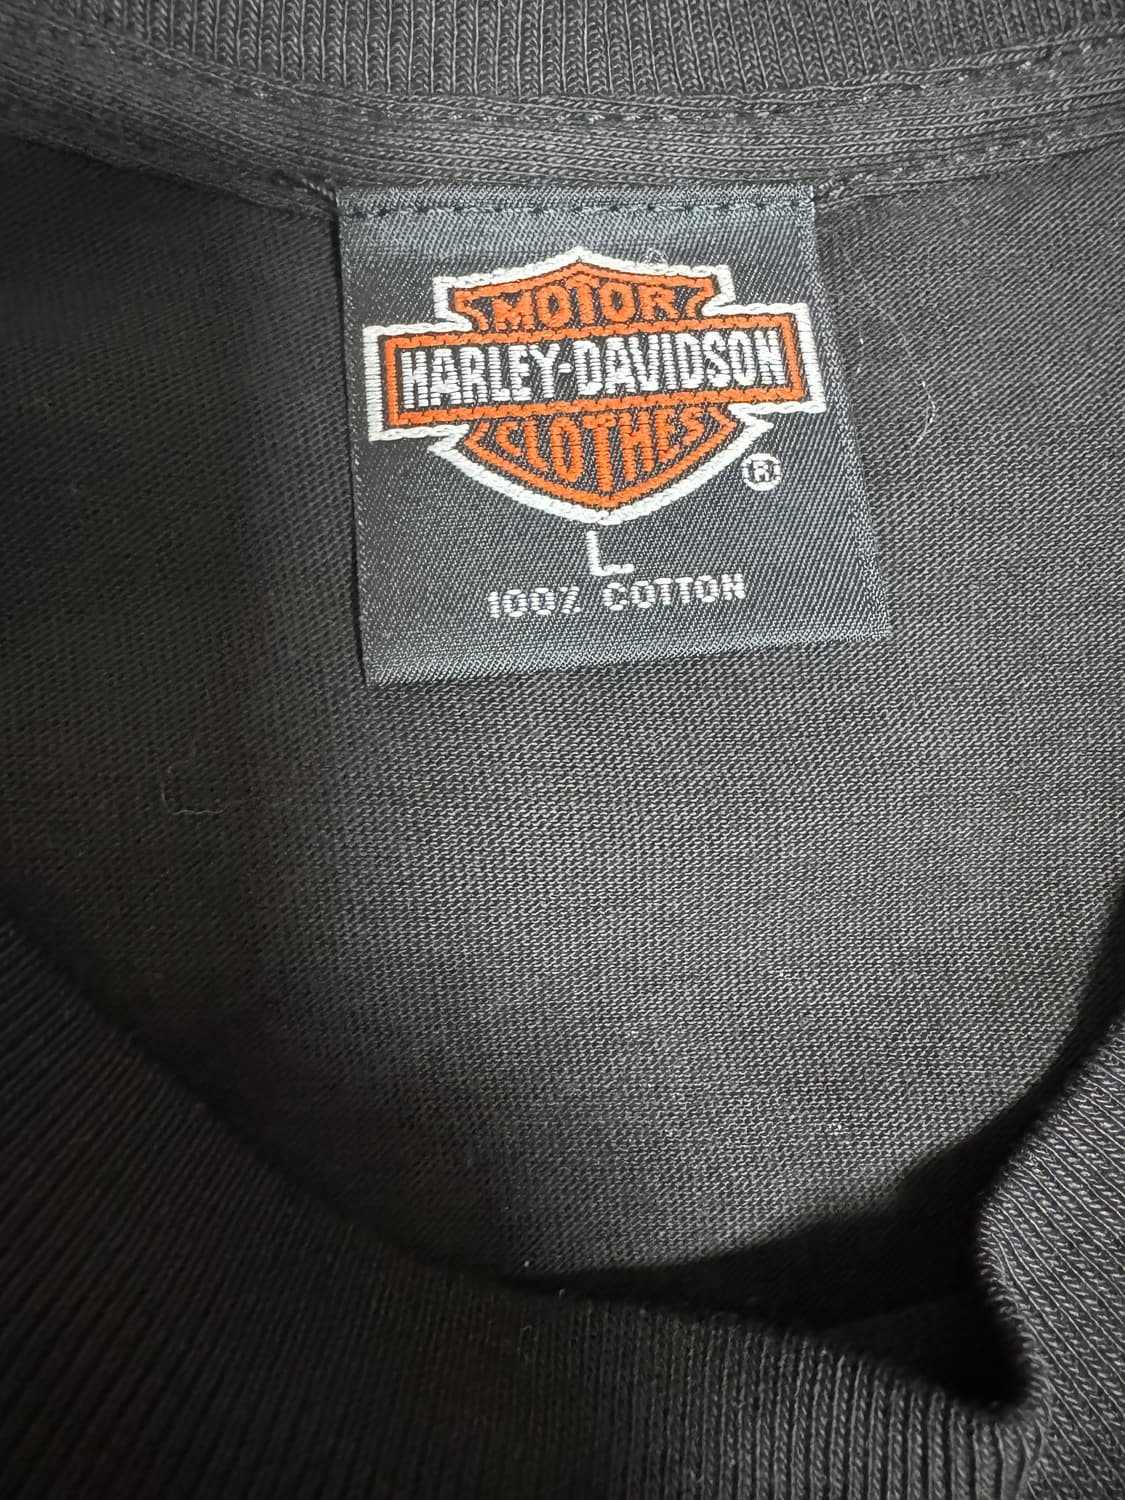 MOTOR
HARLEY-DAVIDSON
CLOTHES
®
L
100% COTTON